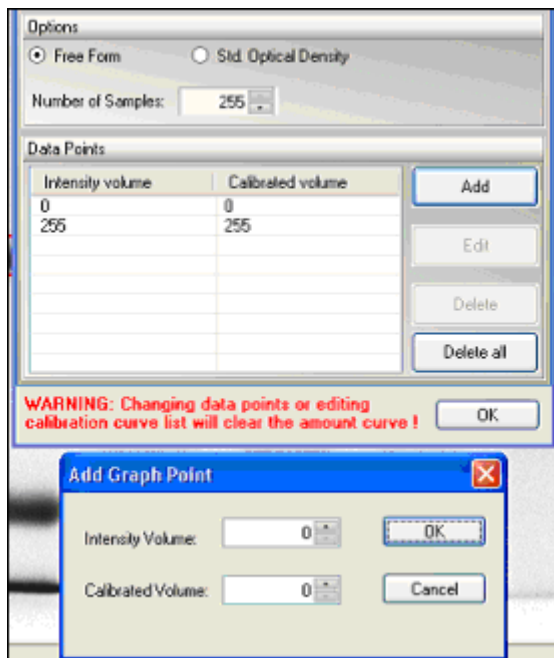 Options
Free Form Std. Optical Density
Number of Samples: 255
Data Points
Intensity volume Calibrated volume
0 0
255 255
Add
Edit
Delete
Delete all
WARNING: Changing data points or editing
calibration curve list will clear the amount curve !
OK
Add Graph Point
Intensity Volume: 0 OK
Calibrated Volume: 0 Cancel